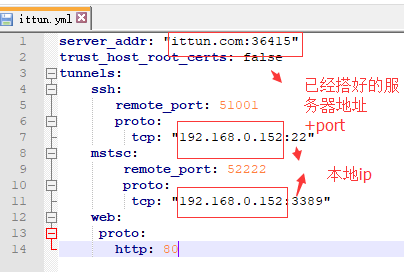 ittun.yml
1 server_addr: "ittun.com:36415"
2 trust_host_root_certs: false
3 tunnels:
4 ssh:
5 remote_port: 51001
6 proto:
7 tcp: "192.168.0.152:22"
8 mstsc:
9 remote_port: 52222
10 proto:
11 tcp: "192.168.0.152:3389"
12 web:
13 proto:
14 http: 80
已经搭好的服
务器地址
+port
本地ip